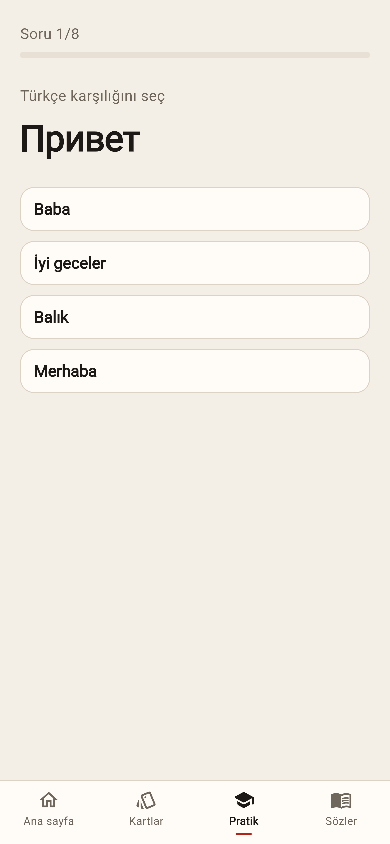 Soru 1/8
Türkçe karşılığını seç
Привет
Baba
İyi geceler
Balık
Merhaba
Ana sayfa
Kartlar
Pratik
Sözler